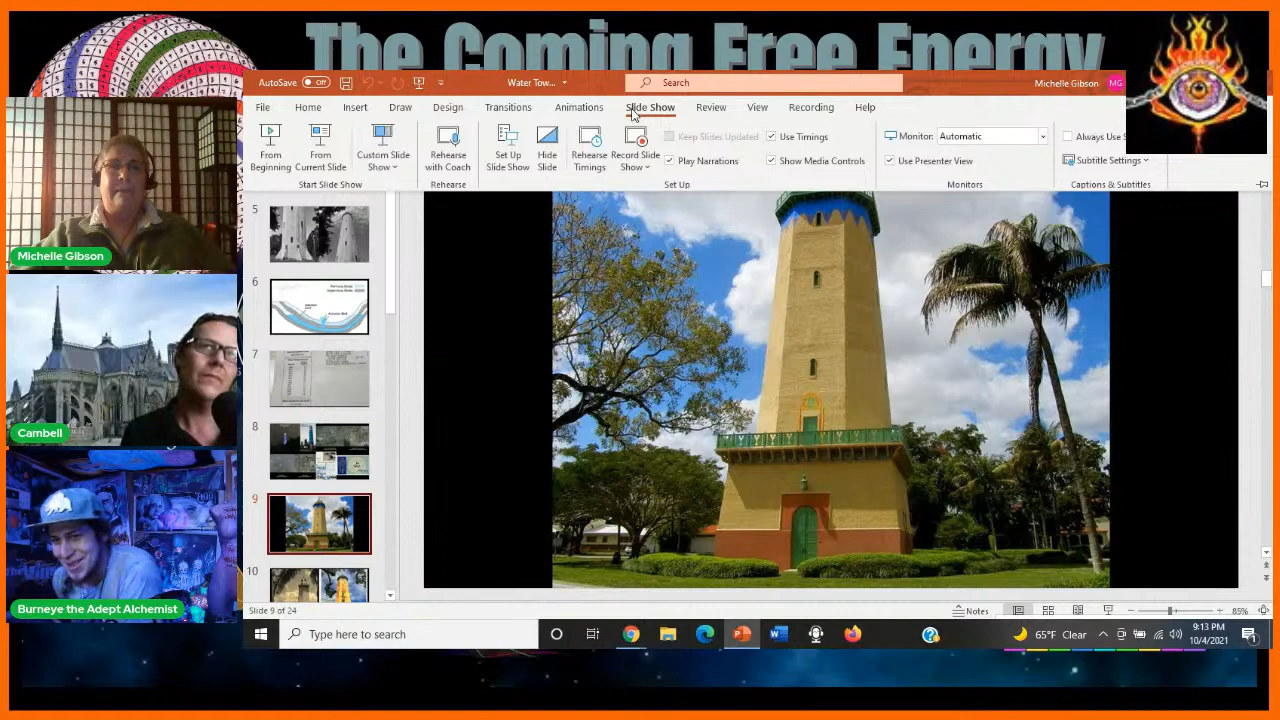 The Coming Free Energy
AutoSave Off
Water Tow...
Search
Michelle Gibson MG
File Home Insert Draw Design Transitions Animations Slide Show Review View Recording Help
From Beginning
From Current Slide
Custom Slide Show
Rehearse with Coach
Set Up Slide Show
Hide Slide
Rehearse Timings
Record Slide Show
Keep Slides Updated
Play Narrations
Use Timings
Show Media Controls
Monitor: Automatic
Use Presenter View
Always Use S
Subtitle Settings
Start Slide Show Rehearse Set Up Monitors Captions & Subtitles
5
6
7
8
9
10
Michelle Gibson
Cambell
Burneye the Adept Alchemist
Slide 9 of 24
Notes
85%
Type here to search
65°F Clear
9:13 PM
10/4/2021